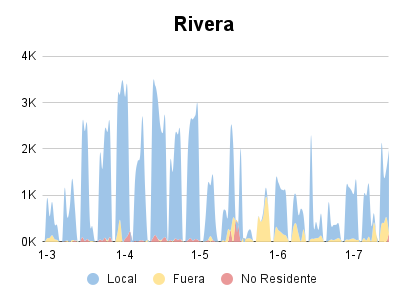 Rivera
4K
3K
2K
1K
0K
1-3 1-4 1-5 1-6 1-7
Local Fuera No Residente